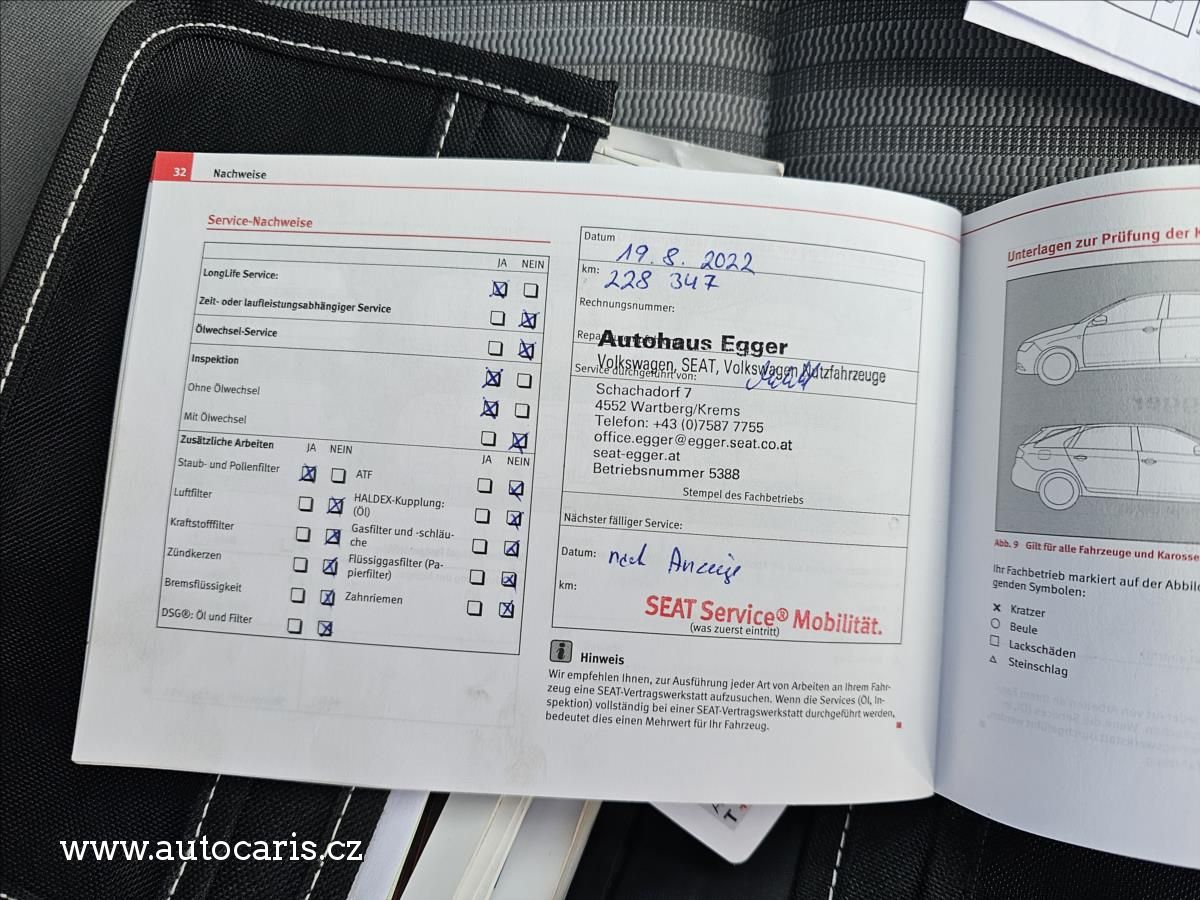 32 Nachweise
Service-Nachweise
JA NEIN
LongLife Service:
Zeit- oder laufleistungsabhängiger Service
Ölwechsel-Service
Inspektion
Ohne Ölwechsel
Mit Ölwechsel
Zusätzliche Arbeiten JA NEIN JA NEIN
Staub- und Pollenfilter ATF
Luftfilter HALDEX-Kupplung:
(Öl)
Kraftstofffilter Gasfilter und -schläu-
che
Zündkerzen Flüssiggasfilter (Pa-
pierfilter)
Bremsflüssigkeit Zahnriemen
DSG®: Öl und Filter
Datum 19. 8. 2022
km: 228 347
Rechnungsnummer:
Autohaus Egger
Volkswagen, SEAT, Volkswagen Nutzfahrzeuge
Service durchgeführt von:
Schachadorf 7
4552 Wartberg/Krems
Telefon: +43 (0)7587 7755
office.egger@egger.seat.co.at
seat-egger.at
Betriebsnummer 5388
Stempel des Fachbetriebs
Nächster fälliger Service:
Datum: nach Anzeige
km:
SEAT Service® Mobilität.
(was zuerst eintritt)
Hinweis
Wir empfehlen Ihnen, zur Ausführung jeder Art von Arbeiten an Ihrem Fahr-
zeug eine SEAT-Vertragswerkstatt aufzusuchen. Wenn die Services (Öl, In-
spektion) vollständig bei einer SEAT-Vertragswerkstatt durchgeführt werden,
bedeutet dies einen Mehrwert für Ihr Fahrzeug.
Unterlagen zur Prüfung der K
Abb. 9 Gilt für alle Fahrzeuge und Karosse
Ihr Fachbetrieb markiert auf der Abbil
genden Symbolen:
Kratzer
Beule
Lackschäden
Steinschlag
www.autocaris.cz